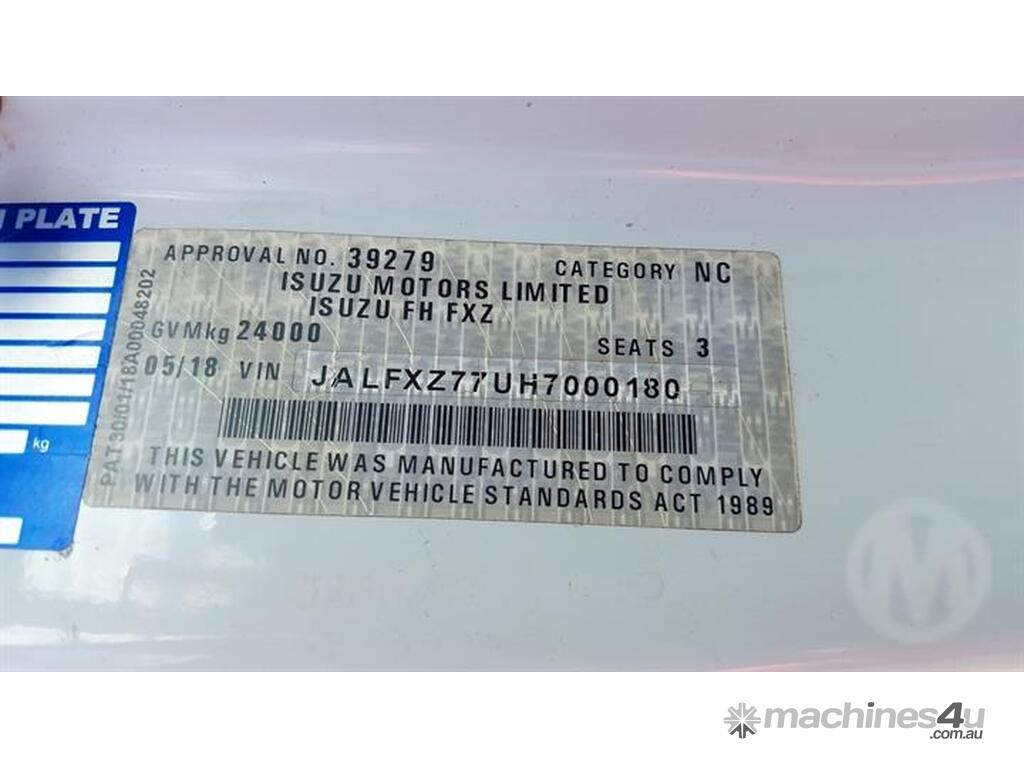 PLATE
APPROVAL NO. 39279 CATEGORY NC
ISUZU MOTORS LIMITED
ISUZU FH FXZ
GVMkg 24000 SEATS 3
05/18 VIN JALFXZ77UH7000180
THIS VEHICLE WAS MANUFACTURED TO COMPLY
WITH THE MOTOR VEHICLE STANDARDS ACT 1989
PAT30/01/18A00048202
kg
M
machines4u
.com.au